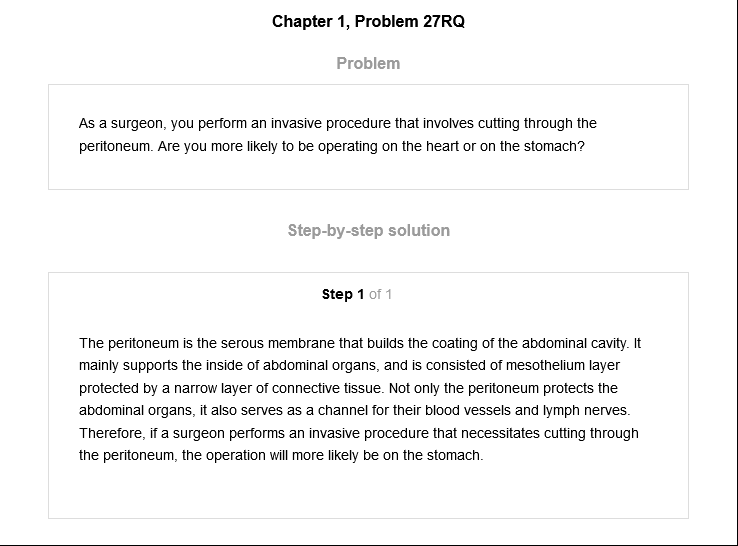 Chapter 1, Problem 27RQ
Problem
As a surgeon, you perform an invasive procedure that involves cutting through the
peritoneum. Are you more likely to be operating on the heart or on the stomach?
Step-by-step solution
Step 1 of 1
The peritoneum is the serous membrane that builds the coating of the abdominal cavity. It
mainly supports the inside of abdominal organs, and is consisted of mesothelium layer
protected by a narrow layer of connective tissue. Not only the peritoneum protects the
abdominal organs, it also serves as a channel for their blood vessels and lymph nerves.
Therefore, if a surgeon performs an invasive procedure that necessitates cutting through
the peritoneum, the operation will more likely be on the stomach.